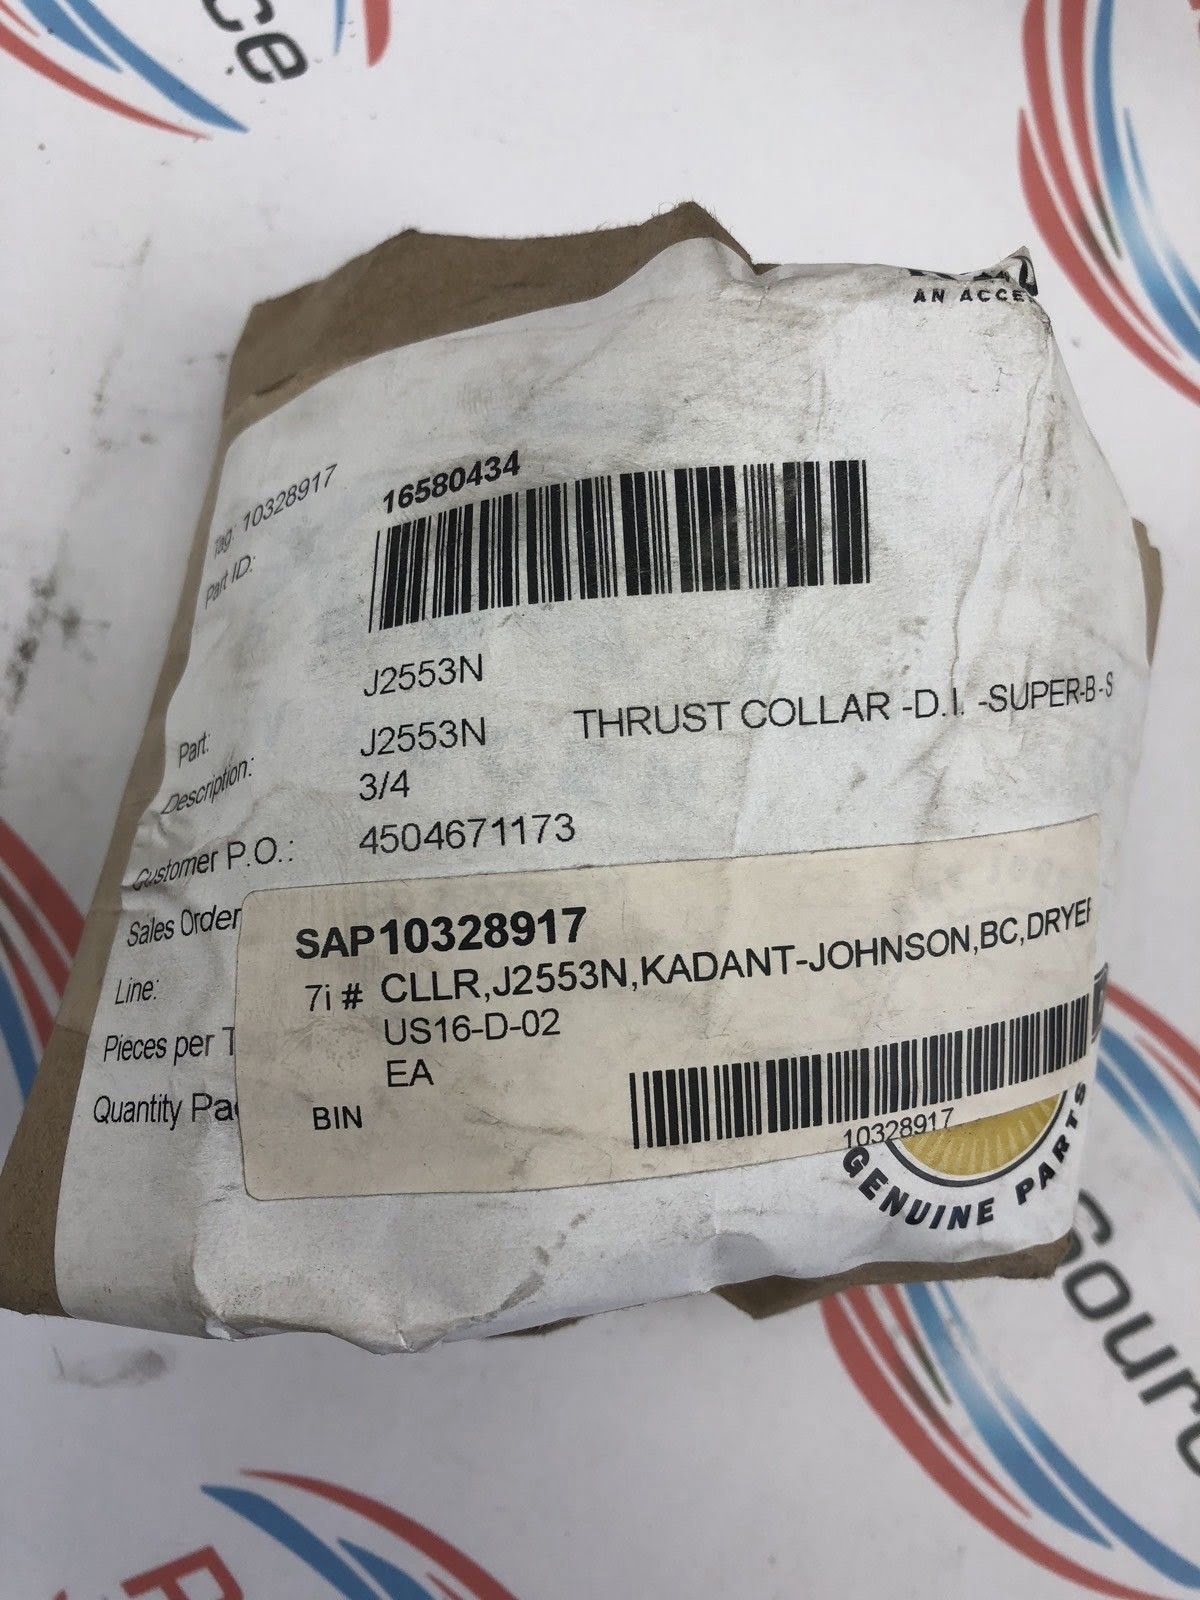 ce
AN ACCE
Tag: 10328917
16580434
Part ID:
J2553N
Part: J2553N THRUST COLLAR -D.I. -SUPER-B-S
Description: 3/4
Customer P.O.: 4504671173
Sales Order
Line:
Pieces per T
Quantity Pa
SAP10328917
7i # CLLR,J2553N,KADANT-JOHNSON,BC,DRYER
US16-D-02
EA
BIN
10328917
GENUINE PARTS
Sourc
R